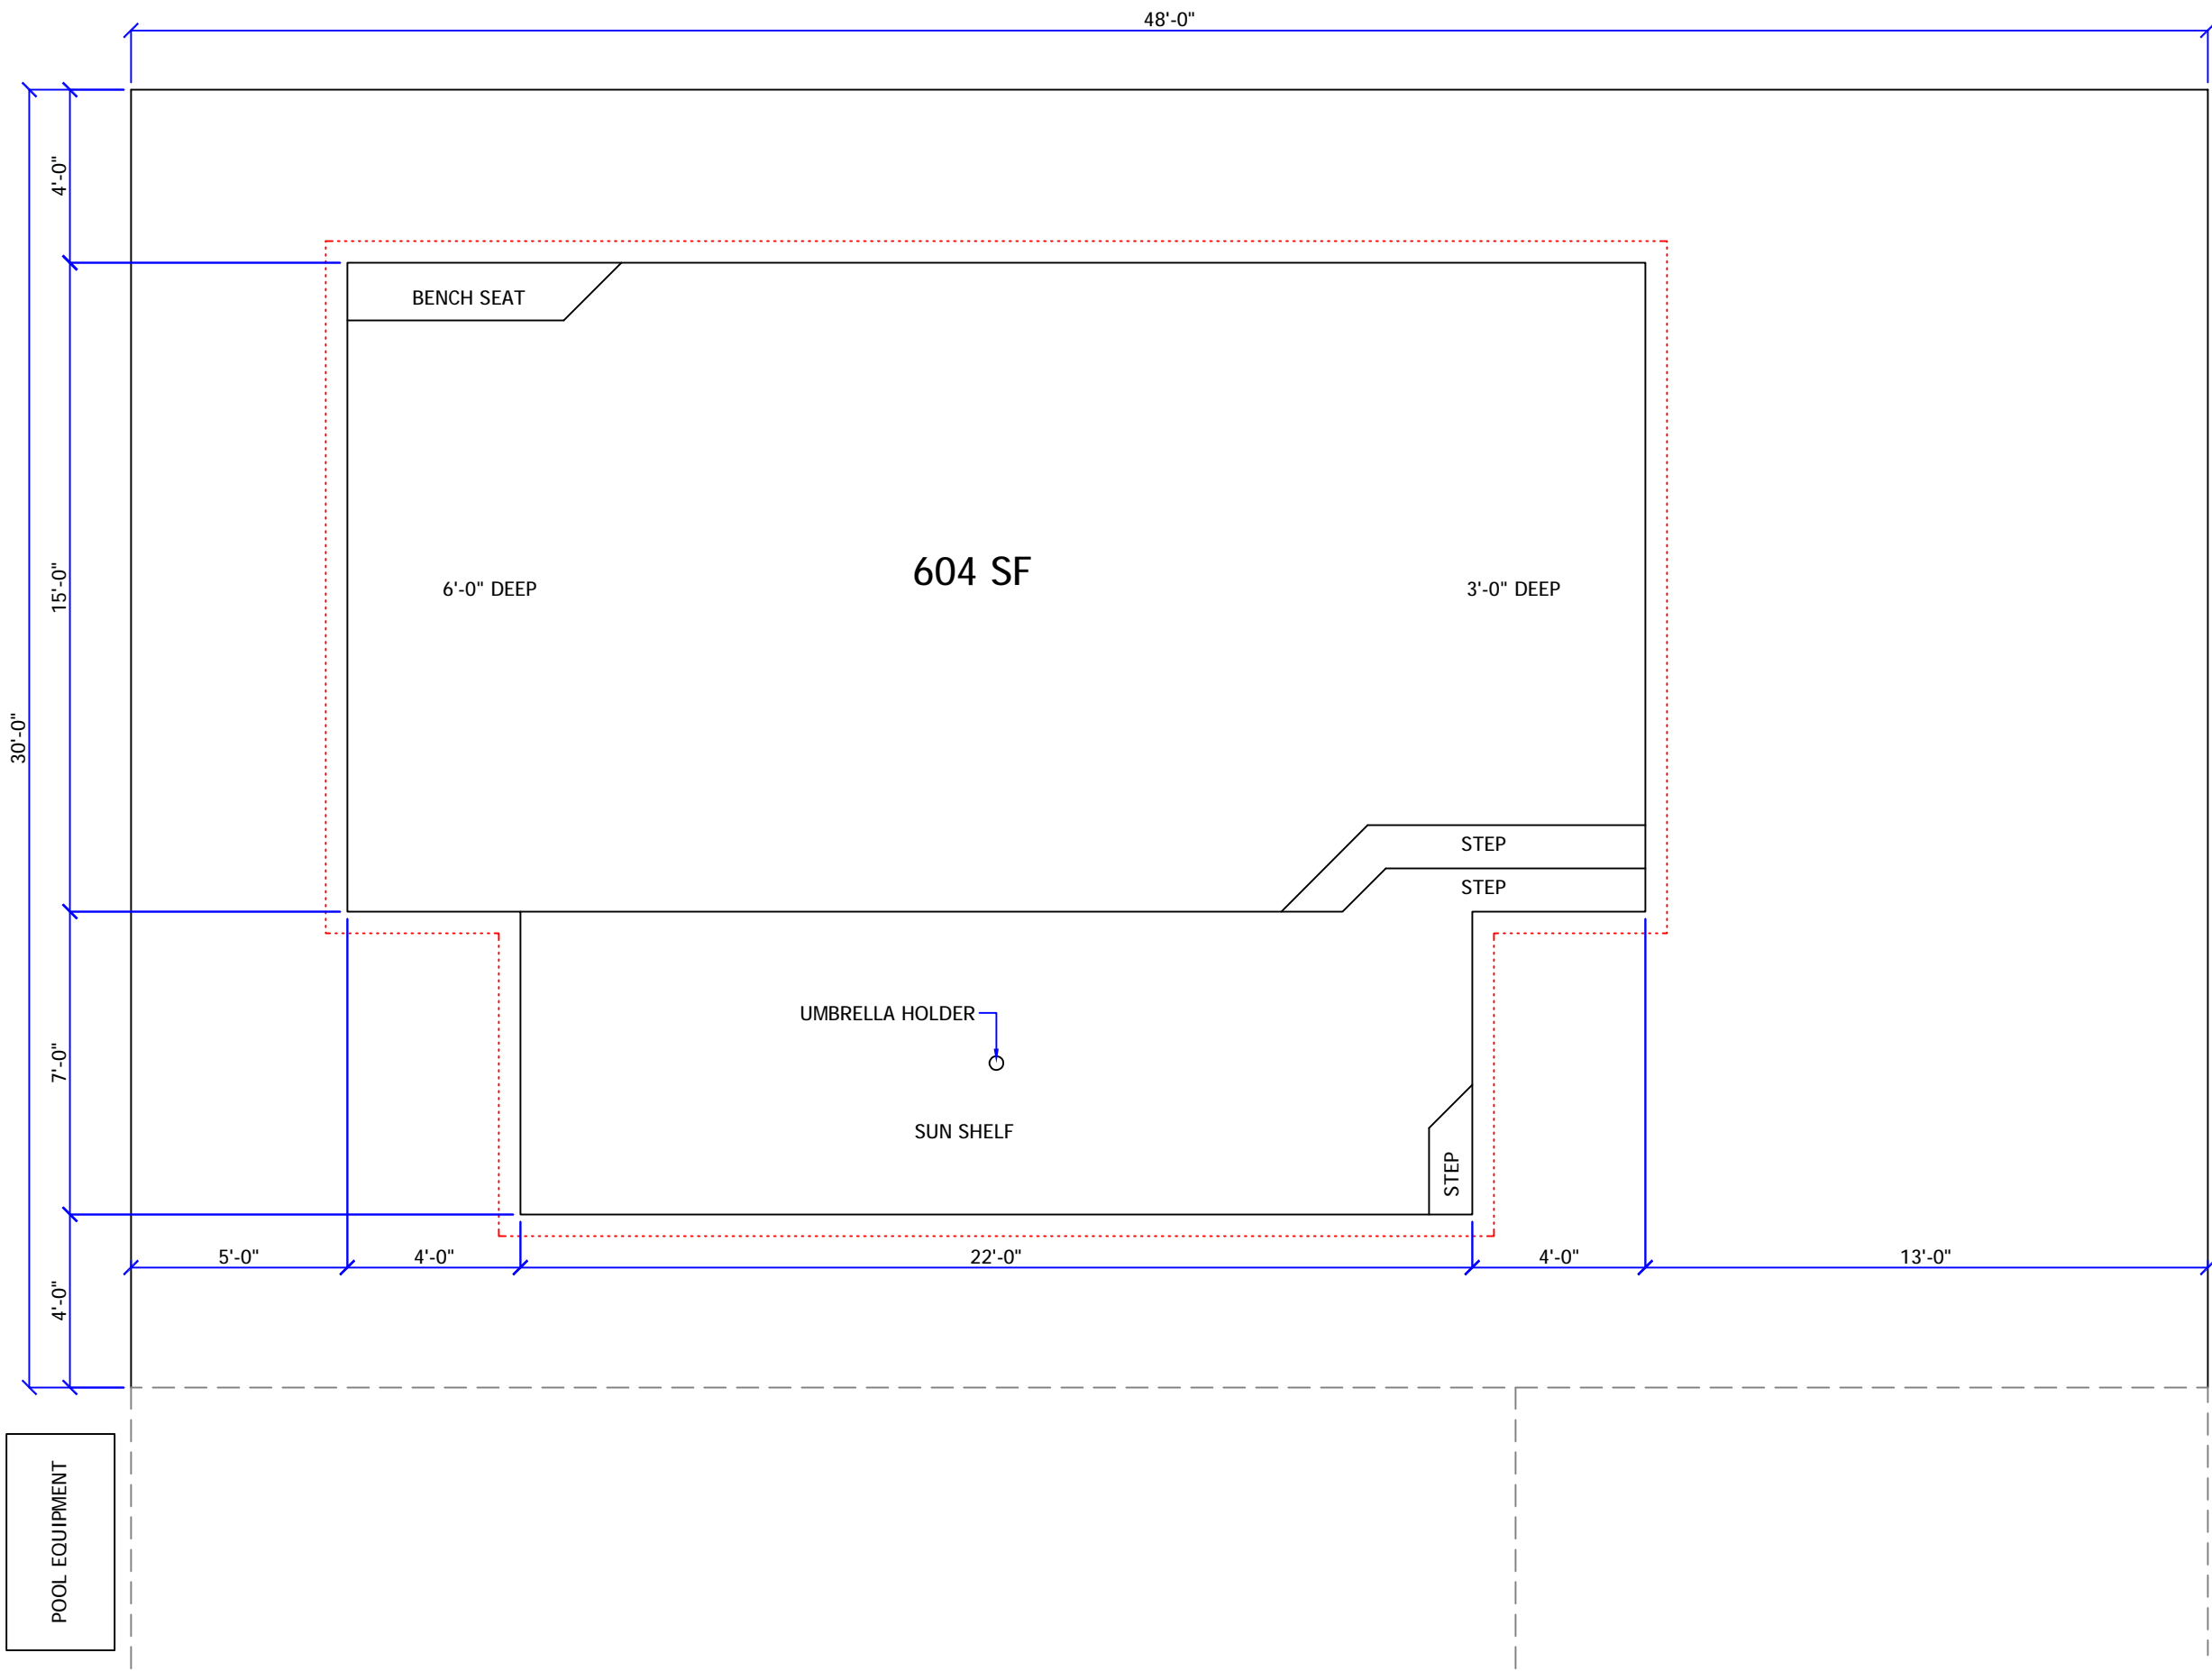 48'-0"
4'-0"
BENCH SEAT
604 SF
6'-0" DEEP
3'-0" DEEP
15'-0"
30'-0"
STEP
STEP
UMBRELLA HOLDER
7'-0"
SUN SHELF
STEP
5'-0"
4'-0"
22'-0"
4'-0"
13'-0"
4'-0"
POOL EQUIPMENT